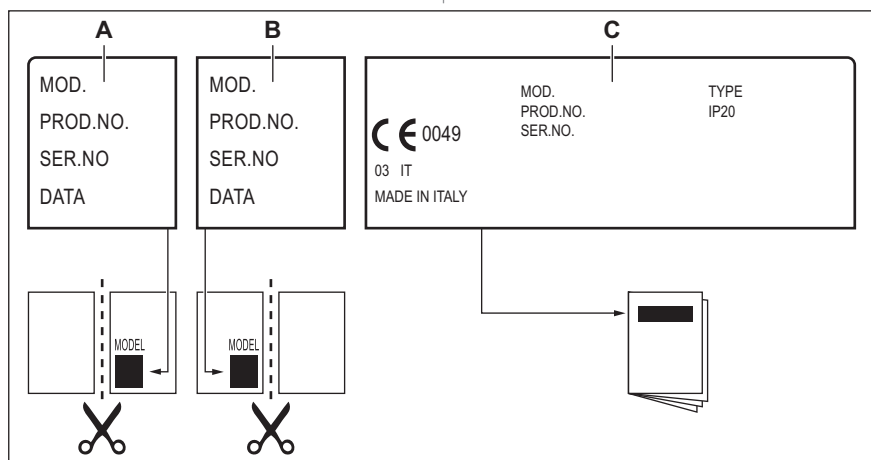 A
B
C
MOD.
PROD.NO.
SER.NO
DATA
MOD.
PROD.NO.
SER.NO
DATA
MOD.
PROD.NO.
SER.NO.
TYPE
IP20
CE 0049
03 IT
MADE IN ITALY
MODEL
MODEL